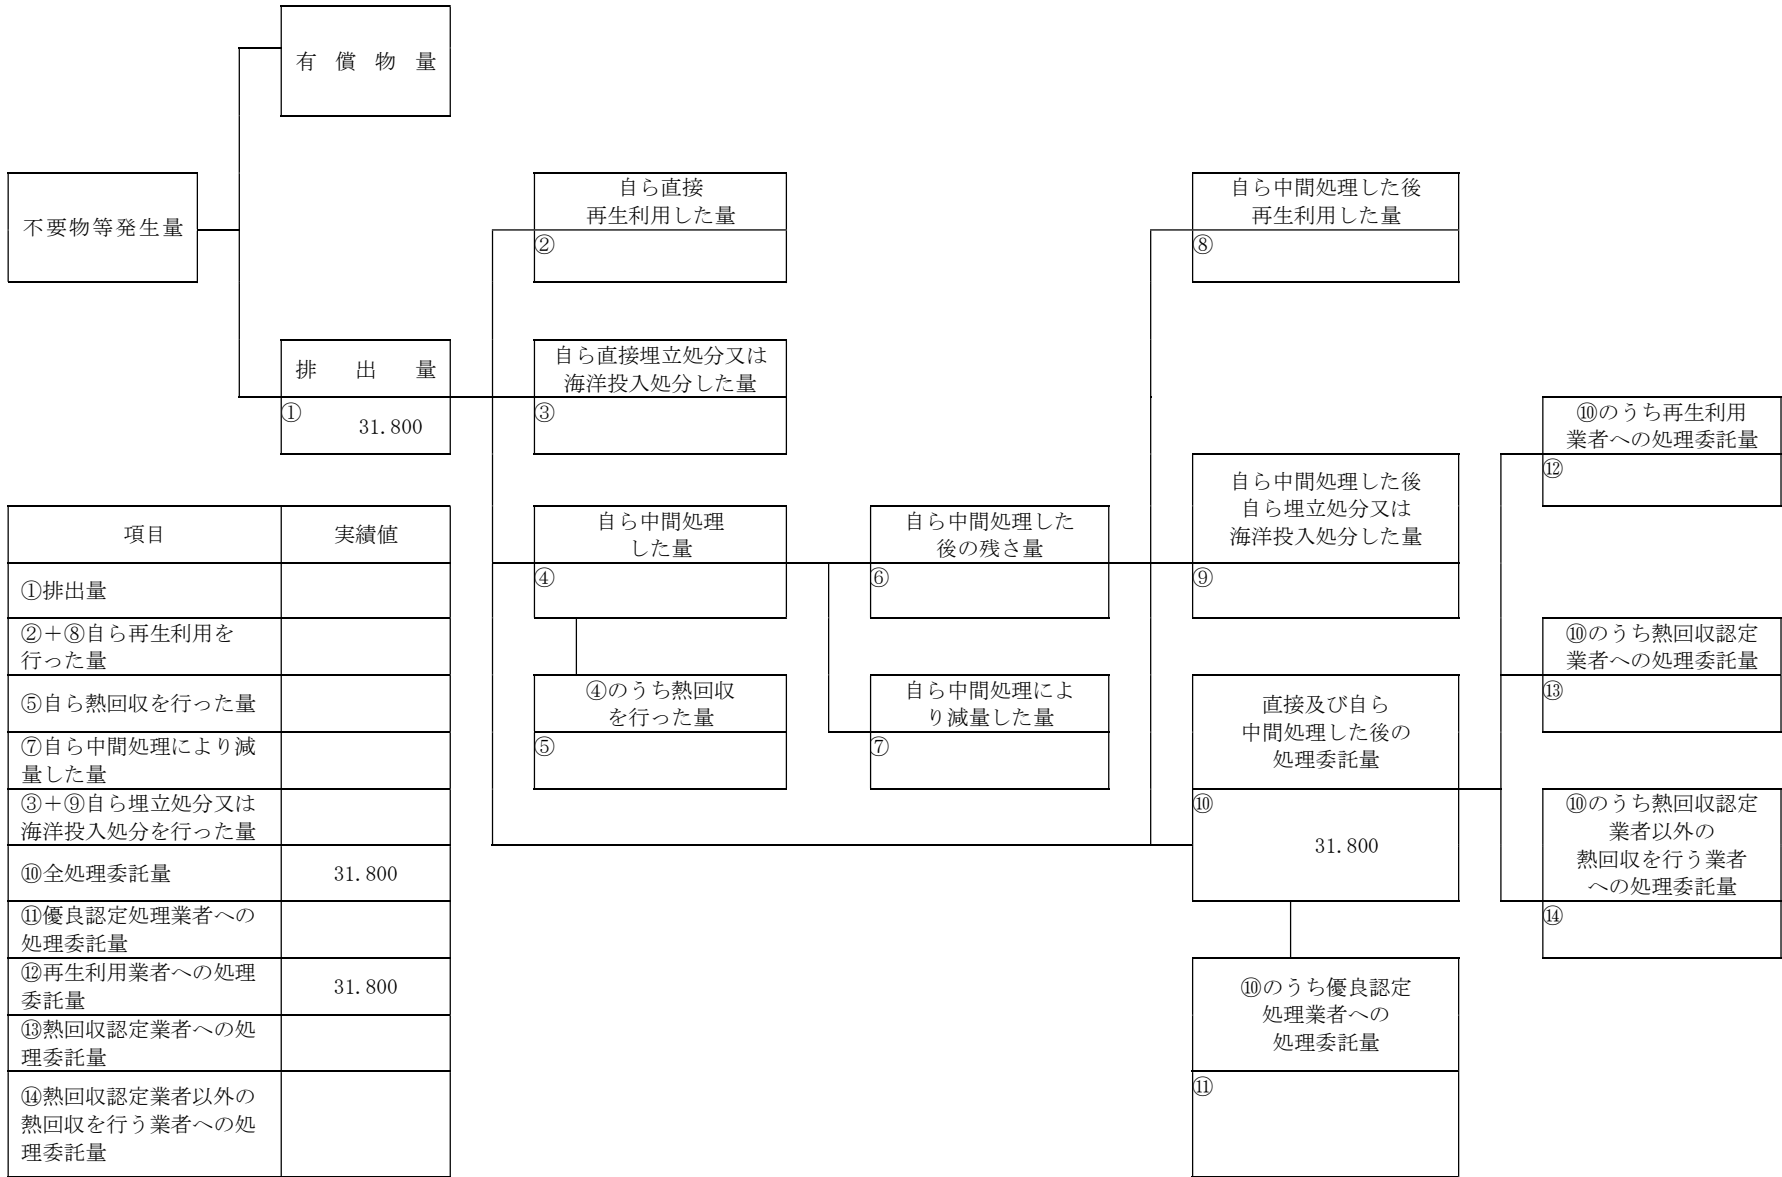 有 償 物 量
不要物等発生量
排 出 量
①
31.800
自ら直接
再生利用した量
②
自ら直接埋立処分又は
海洋投入処分した量
③
自ら中間処理
した量
④
④のうち熱回収
を行った量
⑤
自ら中間処理した
後の残さ量
⑥
自ら中間処理によ
り減量した量
⑦
自ら中間処理した後
再生利用した量
⑧
自ら中間処理した後
自ら埋立処分又は
海洋投入処分した量
⑨
直接及び自ら
中間処理した後の
処理委託量
⑩
31.800
⑩のうち優良認定
処理業者への
処理委託量
⑪
⑩のうち再生利用
業者への処理委託量
⑫
⑩のうち熱回収認定
業者への処理委託量
⑬
⑩のうち熱回収認定
業者以外の
熱回収を行う業者
への処理委託量
⑭
項目 実績値
①排出量
②+⑧自ら再生利用を
行った量
⑤自ら熱回収を行った量
⑦自ら中間処理により減
量した量
③+⑨自ら埋立処分又は
海洋投入処分を行った量
⑩全処理委託量 31.800
⑪優良認定処理業者への
処理委託量
⑫再生利用業者への処理
委託量 31.800
⑬熱回収認定業者への処
理委託量
⑭熱回収認定業者以外の
熱回収を行う業者への処
理委託量